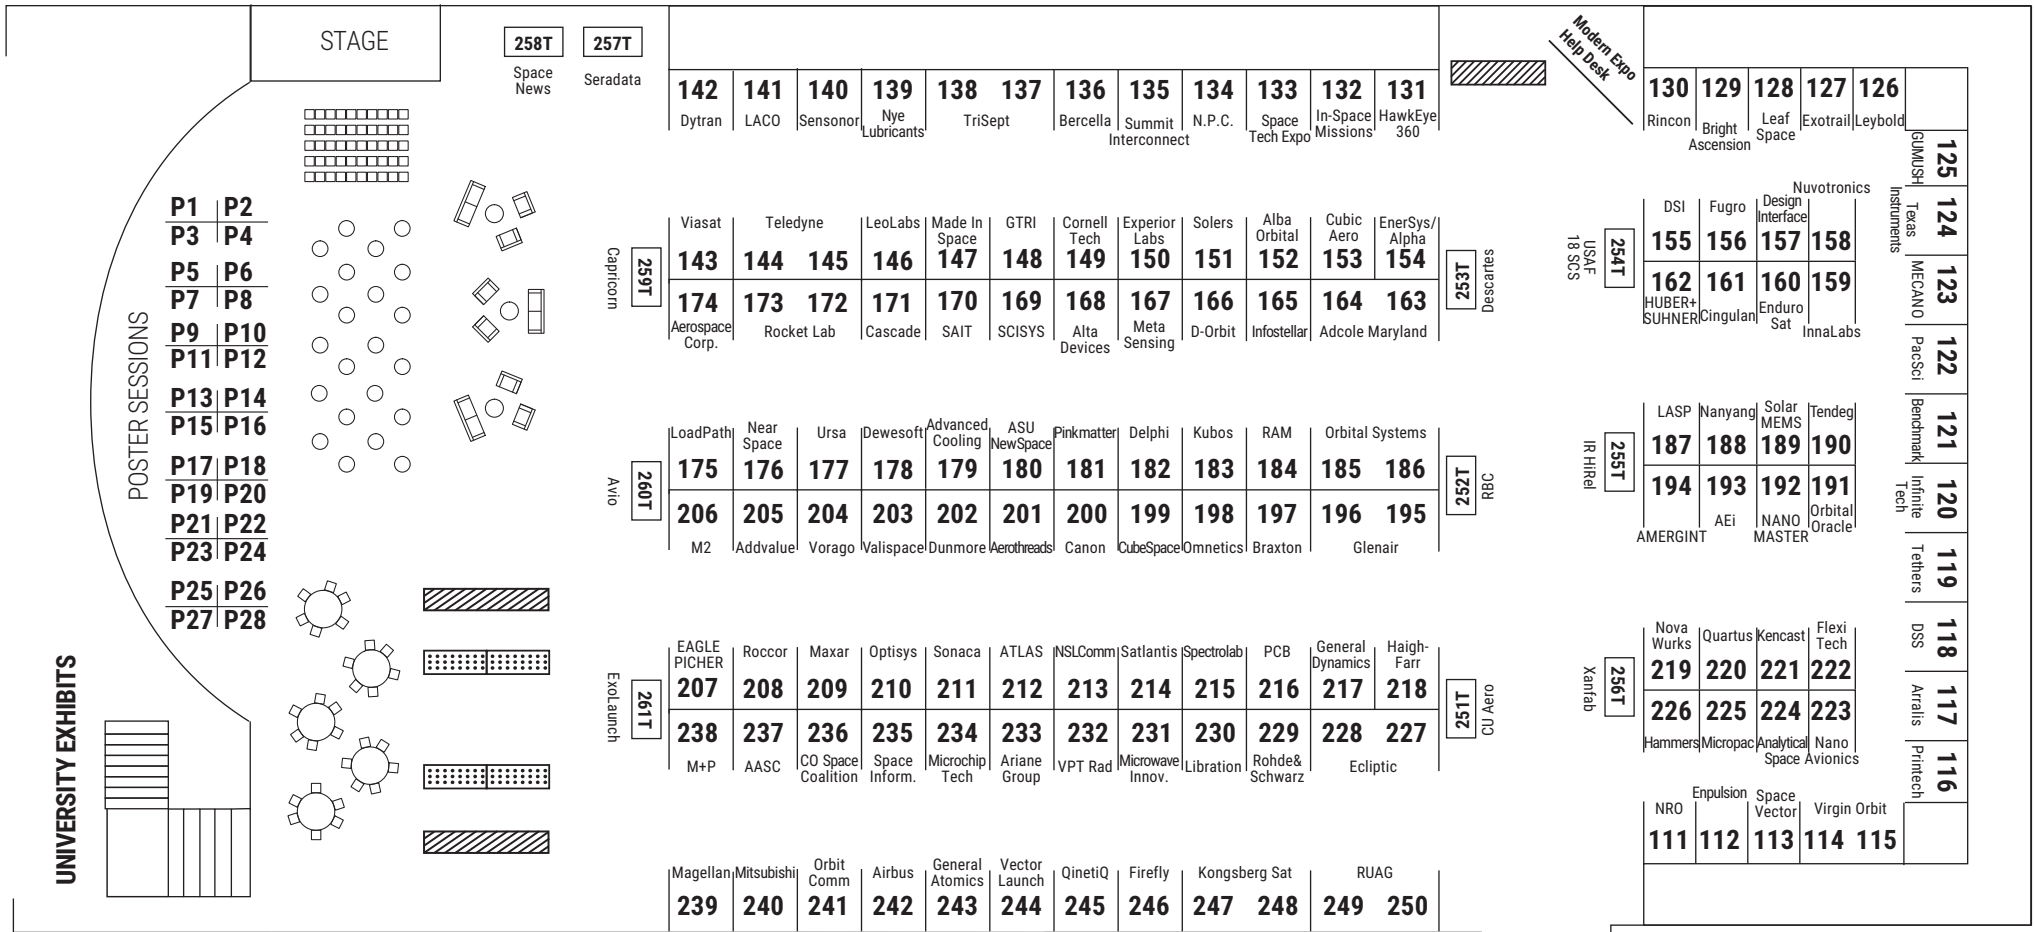 STAGE
258T
Space
News
257T
Seradata
Modern Expo
Help Desk
142 141 140 139 138 137 136 135 134 133 132 131
Dytran LACO Sensonor Nye
Lubricants TriSept Bercella Summit
Interconnect N.P.C. Space
Tech Expo In-Space
Missions HawkEye
360
130 129 128 127 126
Rincon Bright
Ascension Leaf
Space Exotrail Leybold
125 GUMUSH
124 Texas
Instruments
123 MECANO
122 PacSci
121 Benchmark
120 Infinite
Tech
119 Tethers
118 DSS
117 Aralis
116 Printech
POSTER SESSIONS
P1 P2
P3 P4
P5 P6
P7 P8
P9 P10
P11 P12
P13 P14
P15 P16
P17 P18
P19 P20
P21 P22
P23 P24
P25 P26
P27 P28
UNIVERSITY EXHIBITS
Capricorn
259T
Viasat Teledyne LeoLabs Made In
Space GTRI Cornell
Tech Experior
Labs Solers Alba
Orbital Cubic
Aero EnerSys/
Alpha
143 144 145 146 147 148 149 150 151 152 153 154
174 173 172 171 170 169 168 167 166 165 164 163
Aerospace
Corp. Rocket Lab Cascade SAIT SCISYS Alta
Devices Meta
Sensing D-Orbit Infostellar Adcole Maryland
253T
Descartes
USAF
18 SCS
254T
DSI Fugro Design
Interface Nuvotronics
155 156 157 158
162 161 160 159
HUBER+
SUHNER Cingulan Enduro
Sat InnaLabs
Avio
260T
LoadPath Near
Space Ursa Dewesoft Advanced
Cooling ASU
NewSpace Pinkmatter Delphi Kubos RAM Orbital Systems
175 176 177 178 179 180 181 182 183 184 185 186
206 205 204 203 202 201 200 199 198 197 196 195
M2 Addvalue Vorago Valispace Dunmore Aerothreads Canon CubeSpace Omnetics Braxton Glenair
252T
RBC
IR HiRel
255T
LASP Nanyang Solar
MEMS Tendeg
187 188 189 190
194 193 192 191
AMERGINT AEi NANO
MASTER Orbital
Oracle
ExoLaunch
261T
EAGLE
PICHER Roccor Maxar Optisys Sonaca ATLAS NSLComm Satlantis Spectrolab PCB General
Dynamics Haigh-
Farr
207 208 209 210 211 212 213 214 215 216 217 218
238 237 236 235 234 233 232 231 230 229 228 227
M+P AASC CO Space
Coalition Space
Inform. Microchip
Tech Ariane
Group VPT Rad Microwave
Innov. Libration Rohde&
Schwarz Ecliptic
251T
CU Aero
Xanfab
256T
Nova
Wurks Quartus Kencast Flexi
Tech
219 220 221 222
226 225 224 223
Hammers Micropac Analytical
Space Nano
Avionics
Magellan Mitsubishi Orbit
Comm Airbus General
Atomics Vector
Launch QinetiQ Firefly Kongsberg Sat RUAG
239 240 241 242 243 244 245 246 247 248 249 250
NRO Enpulsion Space
Vector Virgin Orbit
111 112 113 114 115